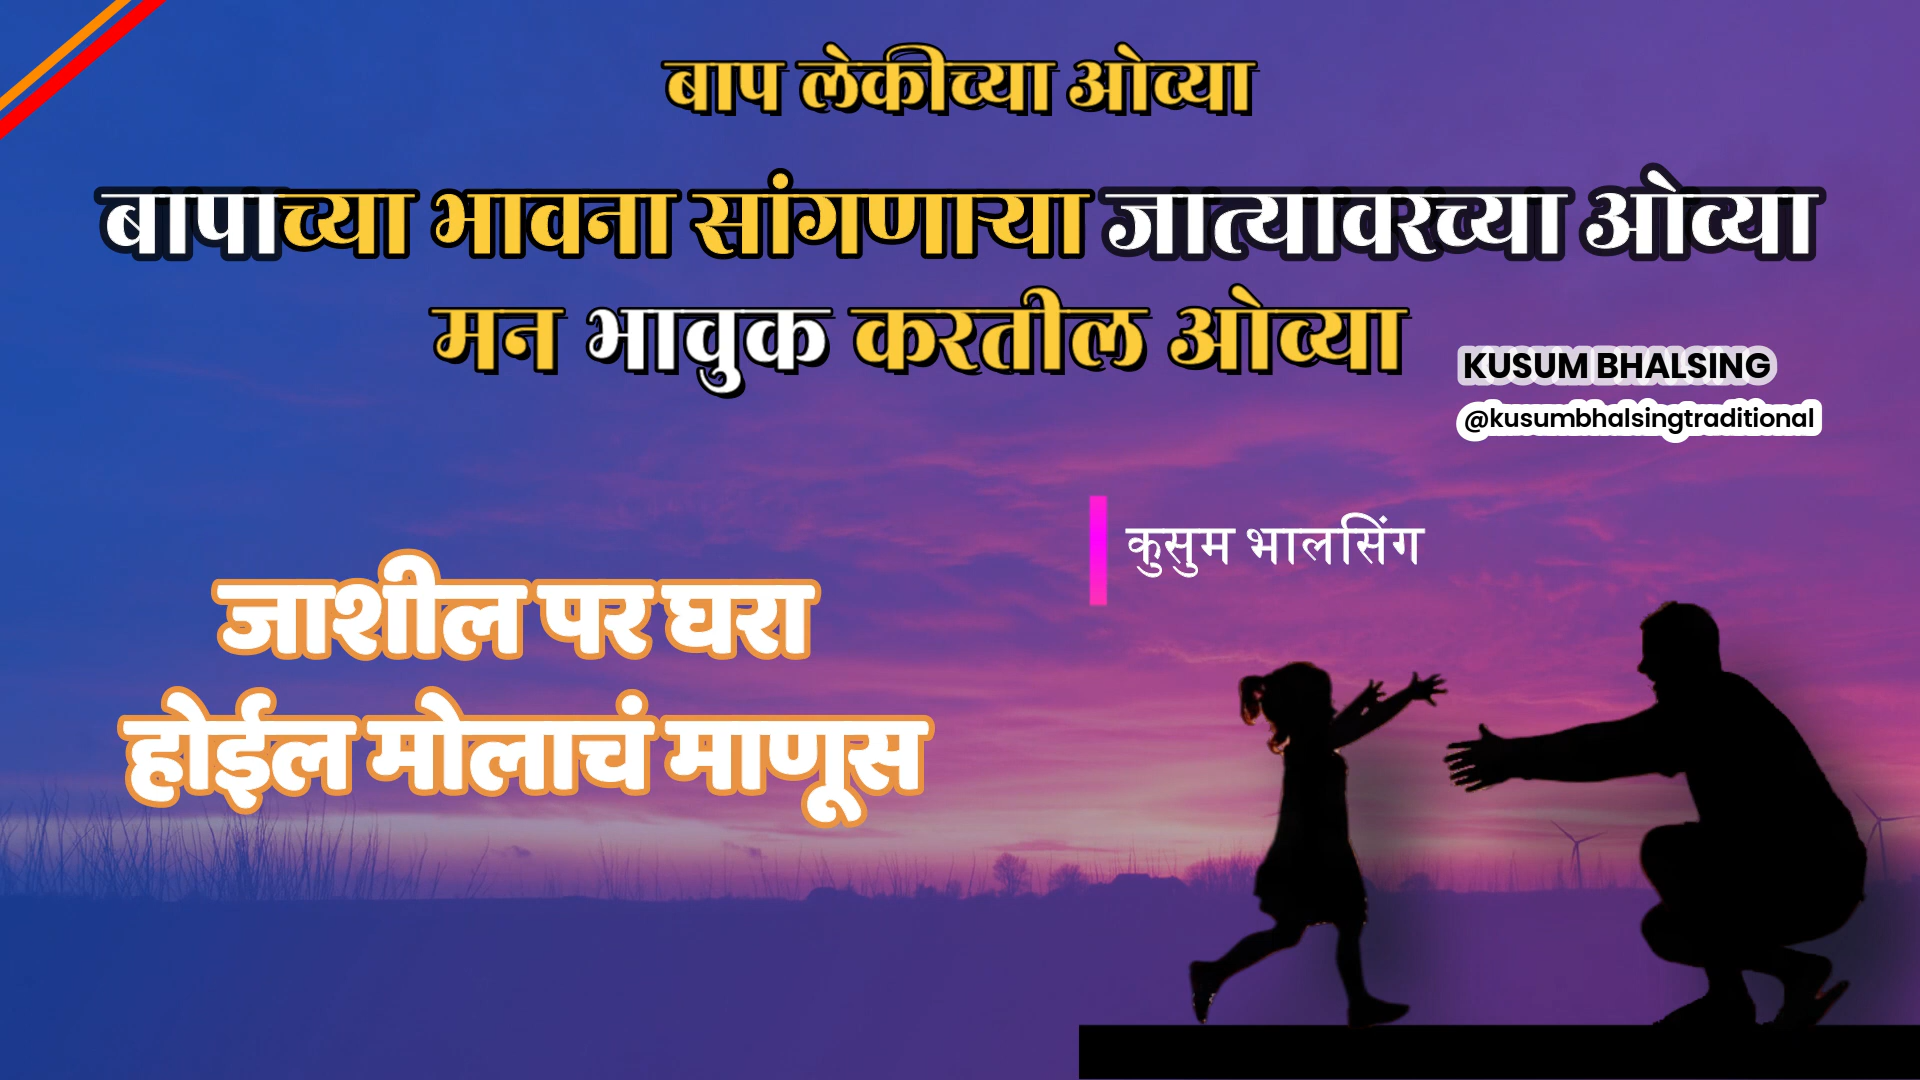 बाप लेकीच्या ओव्या
बापाच्या भावना सांगणाऱ्या जात्यावरच्या ओव्या
मन भावुक करतील ओव्या
KUSUM BHALSING
@kusumbhalsingtraditional
कुसुम भालसिंग
जाशील पर घरा
होईल मोलाचं माणूस